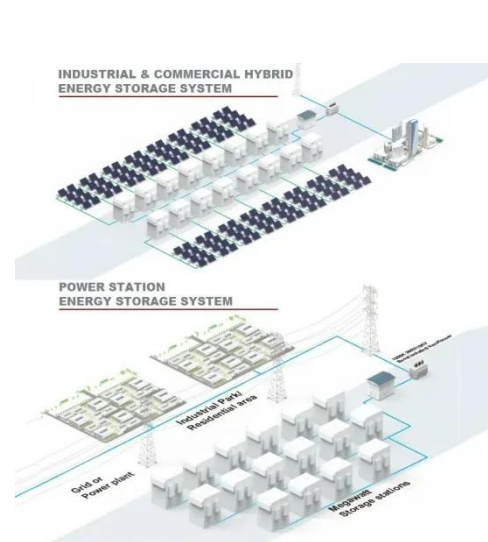 INDUSTRIAL & COMMERCIAL HYBRID
ENERGY STORAGE SYSTEM
POWER STATION
ENERGY STORAGE SYSTEM
Industrial Park/
Residential area
Grid or
Power plant
Megawatt
Storage stations